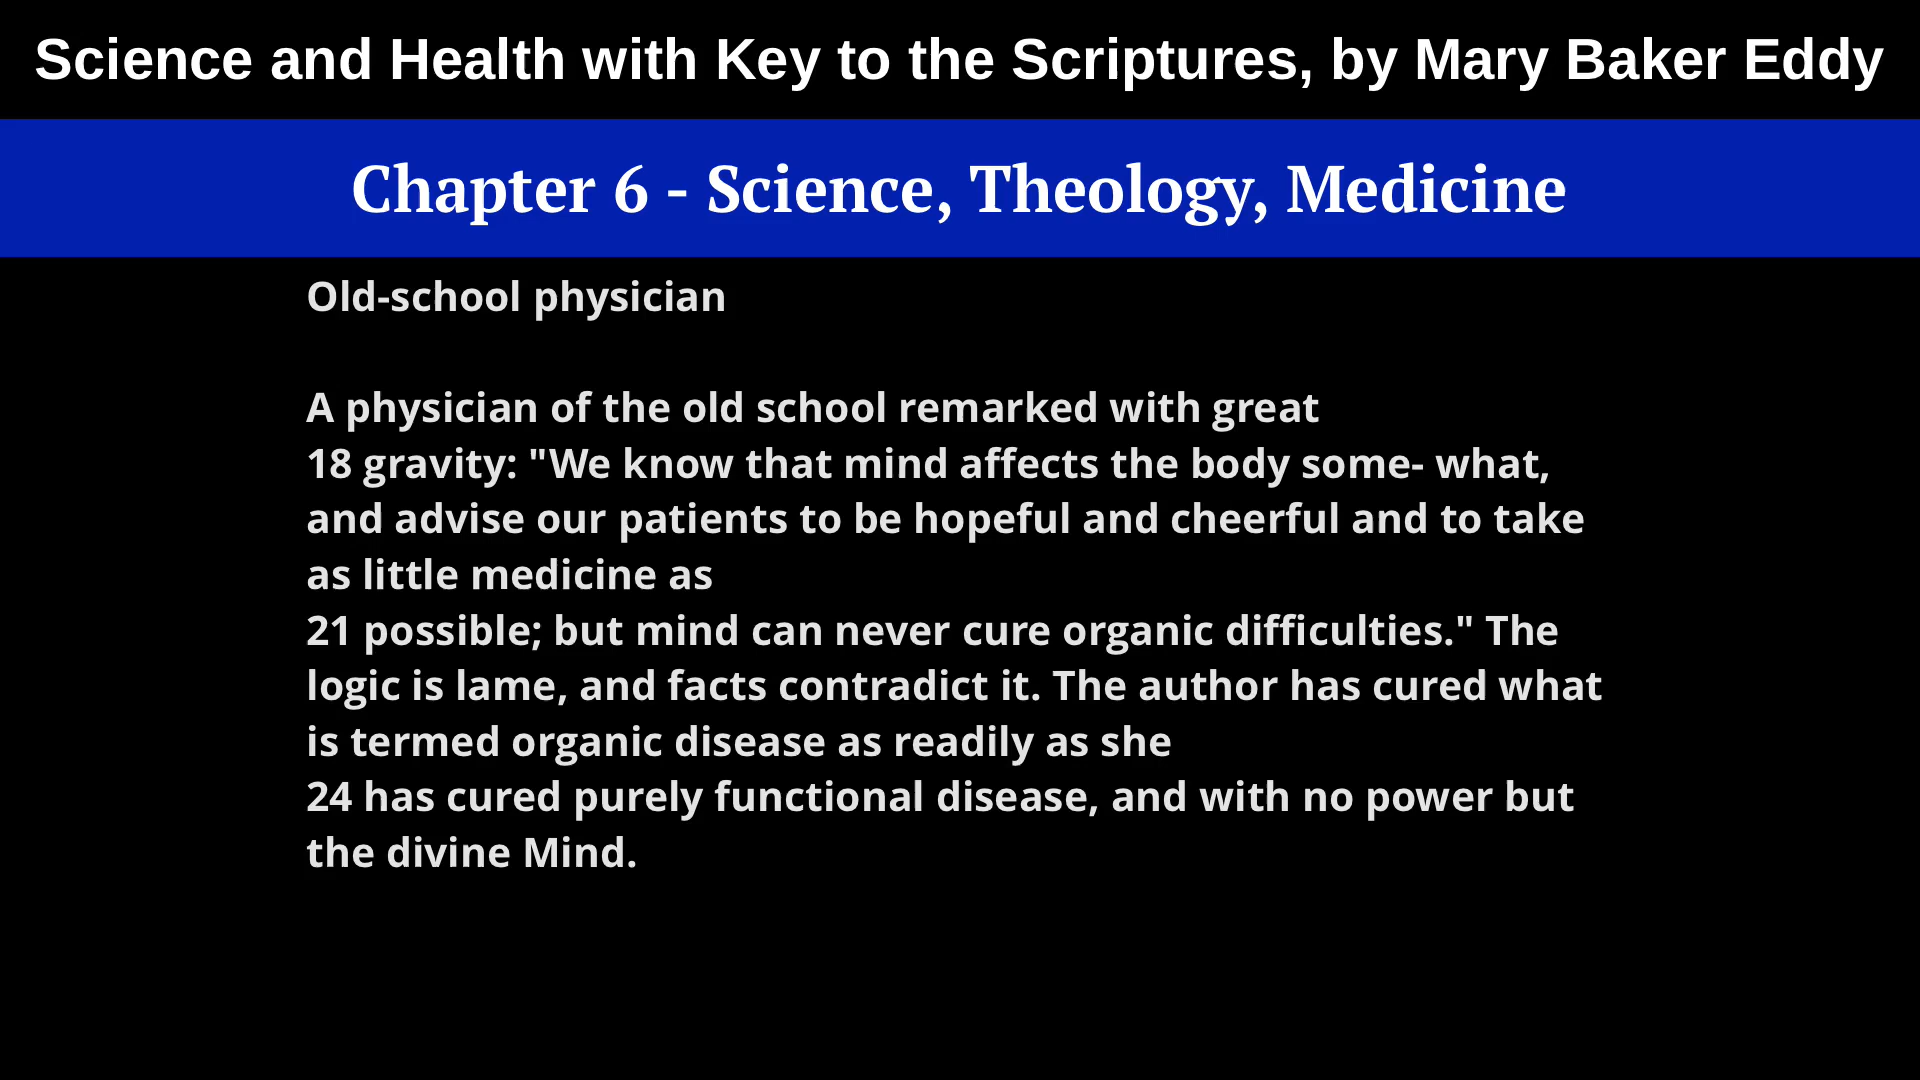 Science and Health with Key to the Scriptures, by Mary Baker Eddy
Chapter 6 - Science, Theology, Medicine
Old-school physician
A physician of the old school remarked with great
18 gravity: "We know that mind affects the body some- what,
and advise our patients to be hopeful and cheerful and to take
as little medicine as
21 possible; but mind can never cure organic difficulties." The
logic is lame, and facts contradict it. The author has cured what
is termed organic disease as readily as she
24 has cured purely functional disease, and with no power but
the divine Mind.